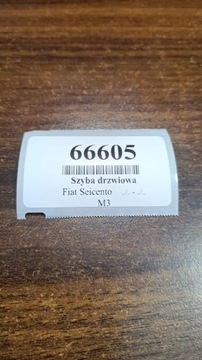 66605
Szyba drzwiowa
Fiat Seicento
M3